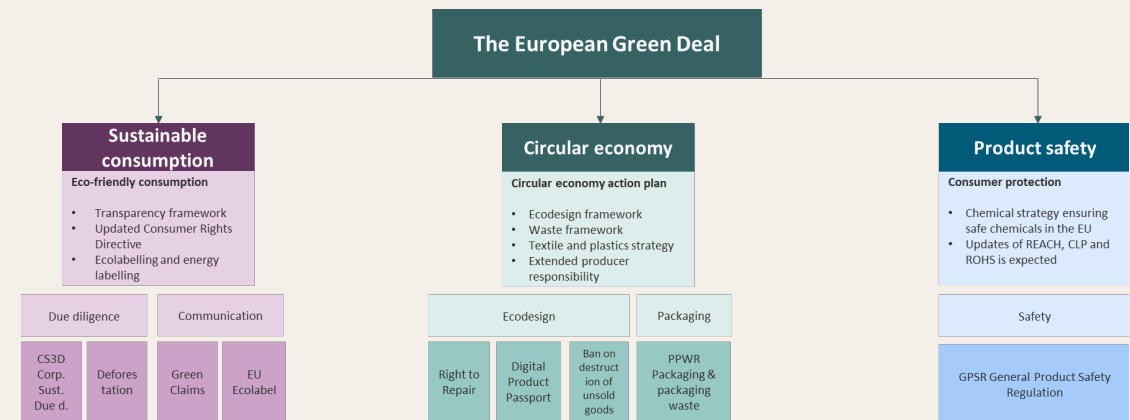 The European Green Deal
Sustainable
consumption
Eco-friendly consumption
• Transparency framework
• Updated Consumer Rights
Directive
• Ecolabelling and energy
labelling
Circular economy
Circular economy action plan
• Ecodesign framework
• Waste framework
• Textile and plastics strategy
• Extended producer
responsibility
Product safety
Consumer protection
• Chemical strategy ensuring
safe chemicals in the EU
• Updates of REACH, CLP and
ROHS is expected
Due diligence
Communication
Ecodesign
Packaging
Safety
CS3D
Corp.
Sust.
Due d.
Defores
tation
Green
Claims
EU
Ecolabel
Right to
Repair
Digital
Product
Passport
Ban on
destruct
ion of
unsold
goods
PPWR
Packaging &
packaging
waste
GPSR General Product Safety
Regulation